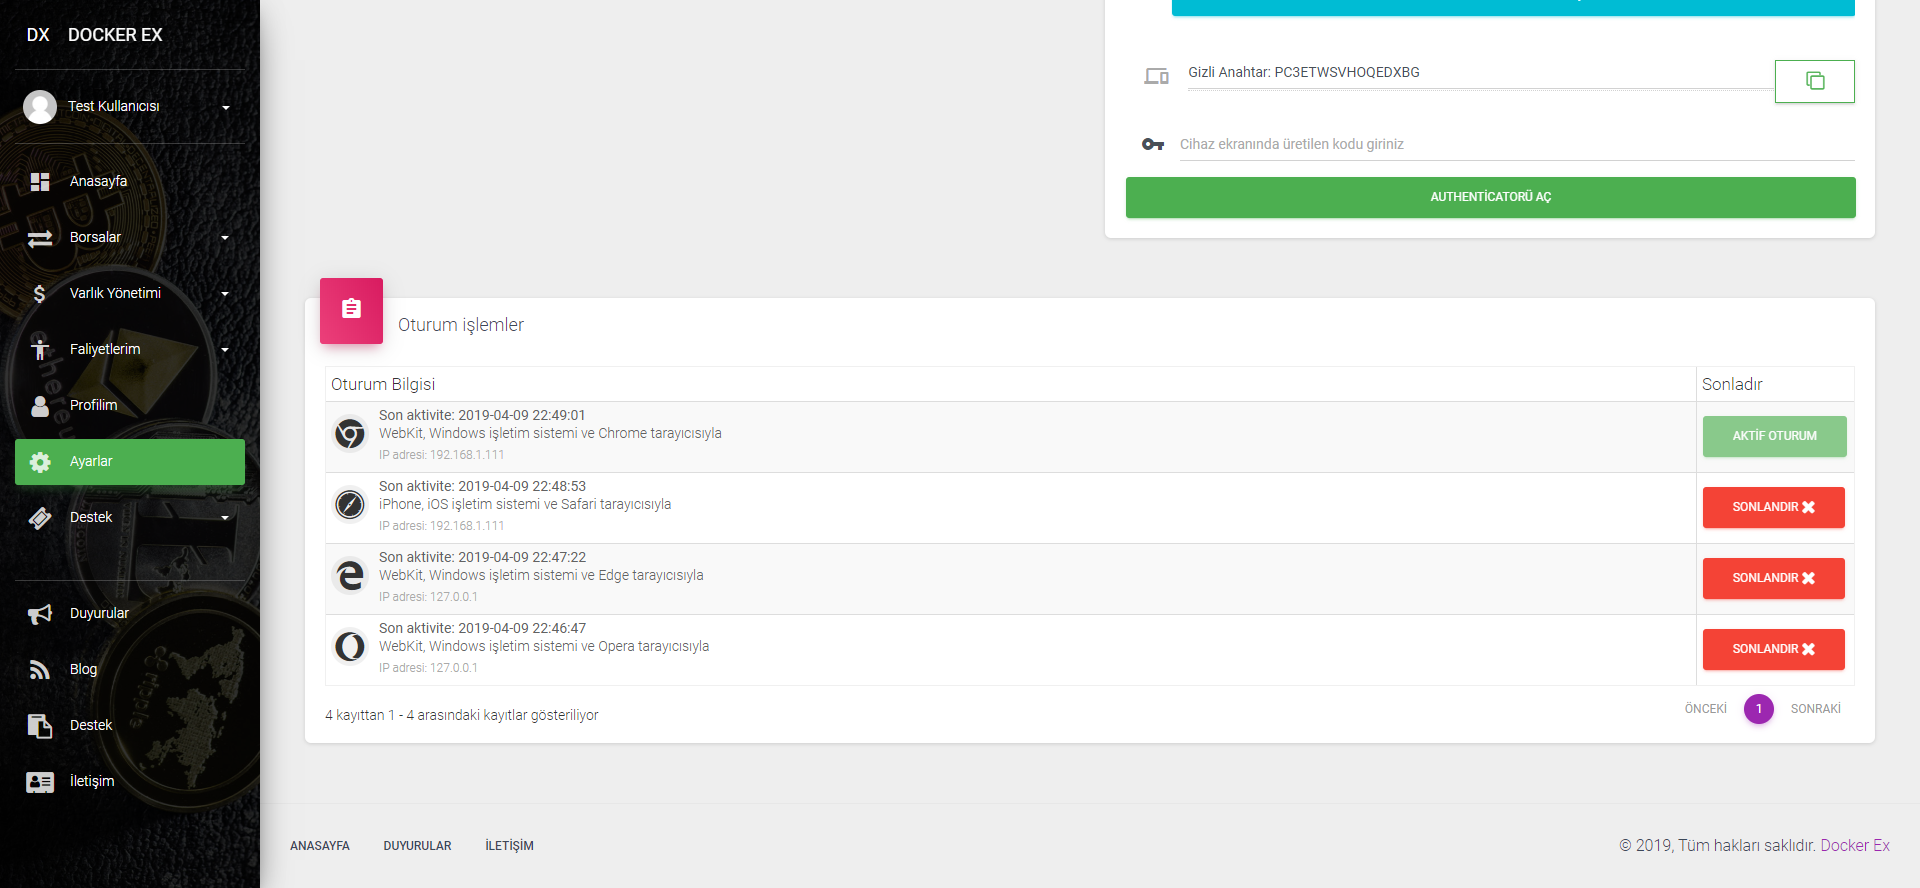 DX DOCKER EX
Test Kullanıcısı
Anasayfa
Borsalar
Varlık Yönetimi
Faliyetlerim
Profilim
Ayarlar
Destek
Duyurular
Blog
Destek
İletişim
Gizli Anahtar: PC3ETWSVHOQEDXBG
Cihaz ekranında üretilen kodu giriniz
AUTHENTİCATORÜ AÇ
Oturum işlemler
Oturum Bilgisi Sonladır
Son aktivite: 2019-04-09 22:49:01
WebKit, Windows işletim sistemi ve Chrome tarayıcısıyla
IP adresi: 192.168.1.111
AKTİF OTURUM
Son aktivite: 2019-04-09 22:48:53
iPhone, iOS işletim sistemi ve Safari tarayıcısıyla
IP adresi: 192.168.1.111
SONLANDIR
Son aktivite: 2019-04-09 22:47:22
WebKit, Windows işletim sistemi ve Edge tarayıcısıyla
IP adresi: 127.0.0.1
SONLANDIR
Son aktivite: 2019-04-09 22:46:47
WebKit, Windows işletim sistemi ve Opera tarayıcısıyla
IP adresi: 127.0.0.1
SONLANDIR
4 kayıttan 1 - 4 arasındaki kayıtlar gösteriliyor
ÖNCEKİ 1 SONRAKİ
ANASAYFA DUYURULAR İLETİŞİM
© 2019, Tüm hakları saklıdır. Docker Ex